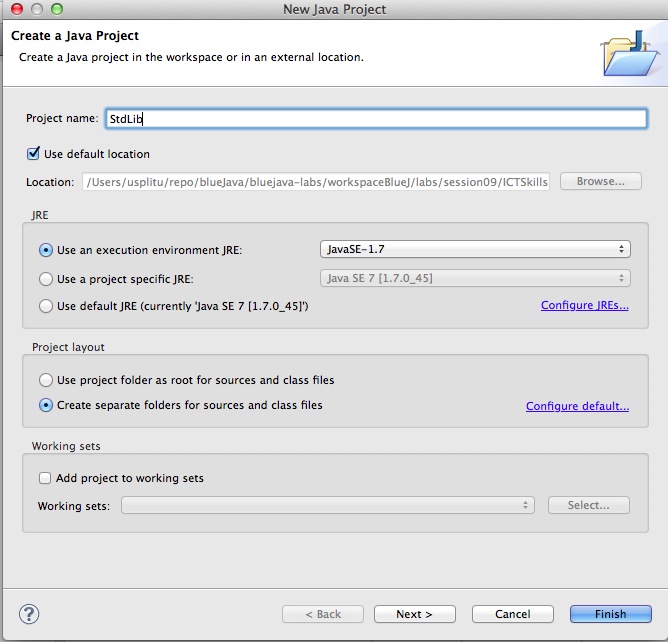 New Java Project
Create a Java Project
Create a Java project in the workspace or in an external location.
Project name: StdLib
Use default location
Location: /Users/usplitu/repo/blueJava/bluejava-labs/workspaceBlueJ/labs/session09/ICTSkills Browse...
JRE
Use an execution environment JRE: JavaSE-1.7
Use a project specific JRE: Java SE 7 [1.7.0_45]
Use default JRE (currently 'Java SE 7 [1.7.0_45]') Configure JREs...
Project layout
Use project folder as root for sources and class files
Create separate folders for sources and class files Configure default...
Working sets
Add project to working sets
Working sets: Select...
? < Back Next > Cancel Finish